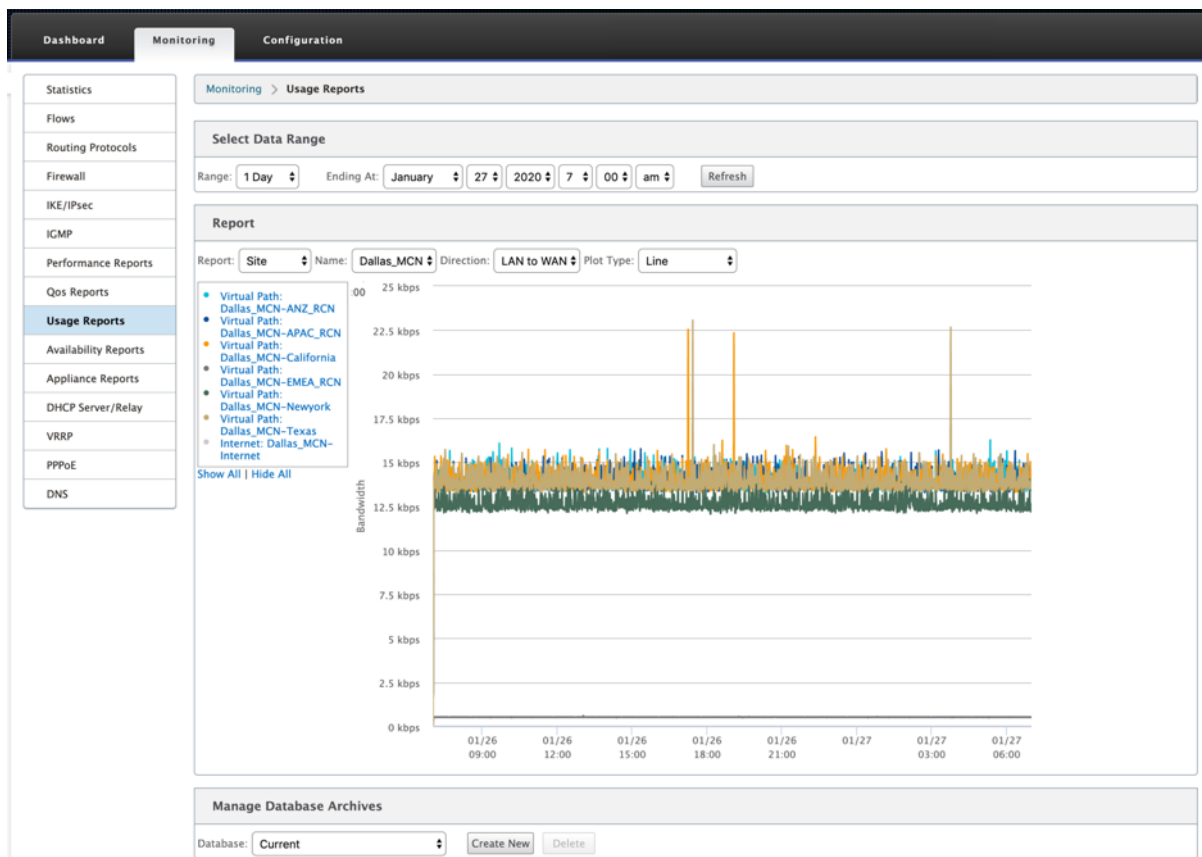 Dashboard Monitoring Configuration
Statistics
Flows
Routing Protocols
Firewall
IKE/IPsec
IGMP
Performance Reports
Qos Reports
Usage Reports
Availability Reports
Appliance Reports
DHCP Server/Relay
VRRP
PPPoE
DNS
Monitoring > Usage Reports
Select Data Range
Range: 1 Day Ending At: January 27 2020 7 00 am Refresh
Report
Report: Site Name: Dallas_MCN Direction: LAN to WAN Plot Type: Line
Virtual Path:
Dallas_MCN-ANZ_RCN
Virtual Path:
Dallas_MCN-APAC_RCN
Virtual Path:
Dallas_MCN-California
Virtual Path:
Dallas_MCN-EMEA_RCN
Virtual Path:
Dallas_MCN-Newyork
Virtual Path:
Dallas_MCN-Texas
Internet: Dallas_MCN-
Internet
Show All | Hide All
:00
Bandwidth
25 kbps
22.5 kbps
20 kbps
17.5 kbps
15 kbps
12.5 kbps
10 kbps
7.5 kbps
5 kbps
2.5 kbps
0 kbps
01/26 01/26 01/26 01/26 01/26 01/27 01/27 01/27
09:00 12:00 15:00 18:00 21:00 03:00 06:00
Manage Database Archives
Database: Current Create New Delete